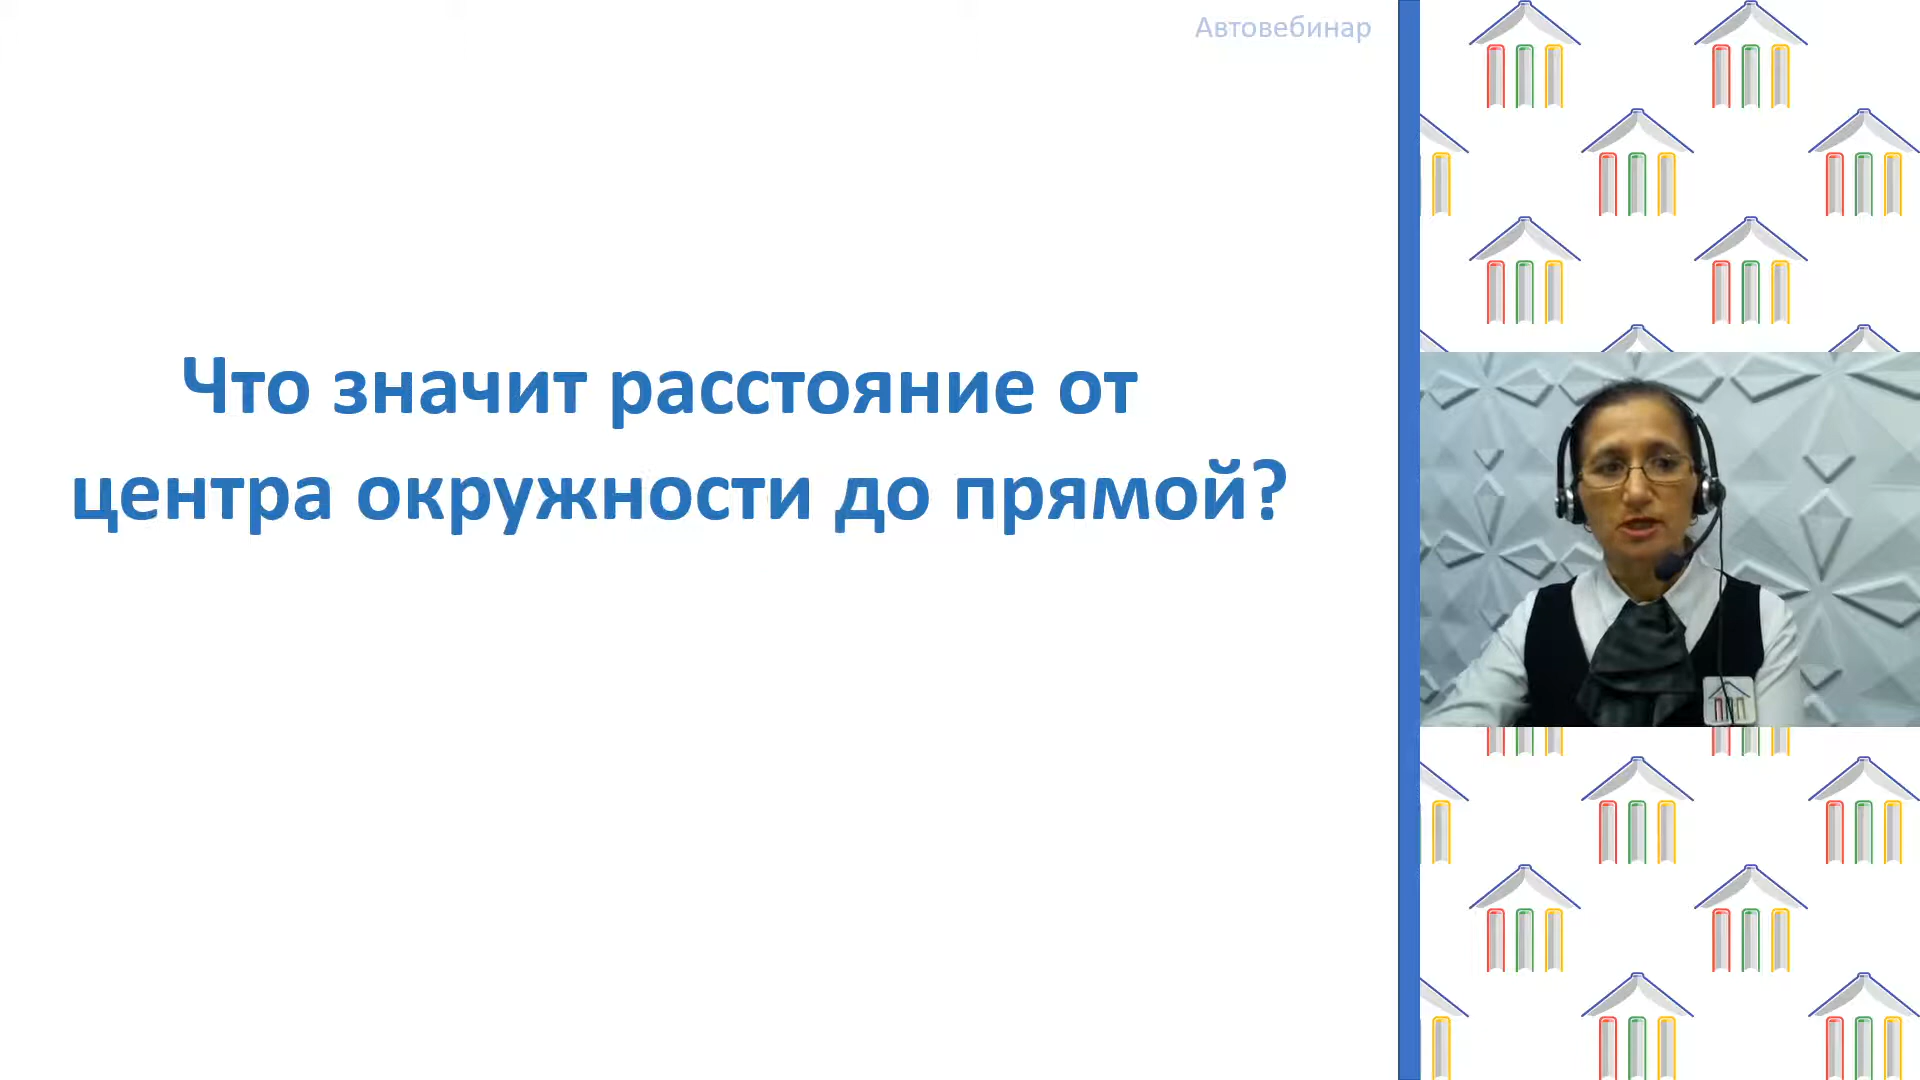 Автовебинар
Что значит расстояние от
центра окружности до прямой?